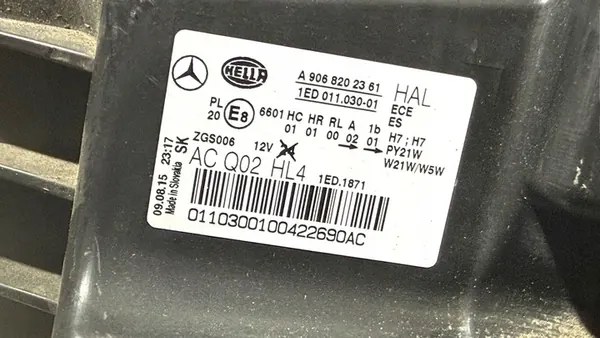 HELLA
A 906 820 23 61
1ED 011.030-01
HAL
ECE
ES
PL
20
E8
6601 HC HR RL A 1b
01 01 00 02 01
H7 ; H7
PY21W
W21W/W5W
ZGS006
12V
AC Q02 HL4
1ED.1871
011030010042269​0AC
09.08.15 23:17
Made in Slovakia
SK